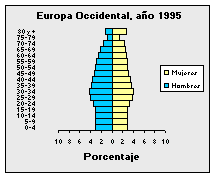 Europa Occidental, año 1995
80 y +
75-79
70-74
65-69
60-64
55-59
50-54
45-49
40-44
35-39
30-34
25-29
20-24
15-19
10-14
5-9
0-4
Mujeres
Hombres
10 8 6 4 2 0 2 4 6 8 10
Porcentaje